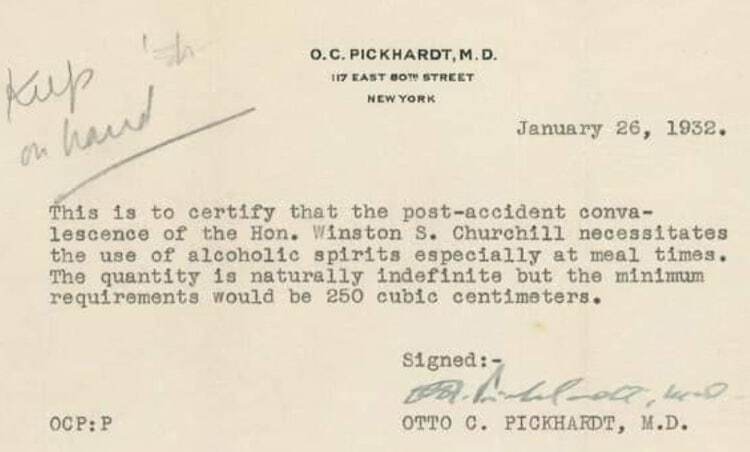 Keep
on hand
O. C. PICKHARDT, M. D.
117 EAST 80TH STREET
NEW YORK
January 26, 1932.
This is to certify that the post-accident conva-
lescence of the Hon. Winston S. Churchill necessitates
the use of alcoholic spirits especially at meal times.
The quantity is naturally indefinite but the minimum
requirements would be 250 cubic centimeters.
Signed:-
OCP:P
OTTO C. PICKHARDT, M.D.